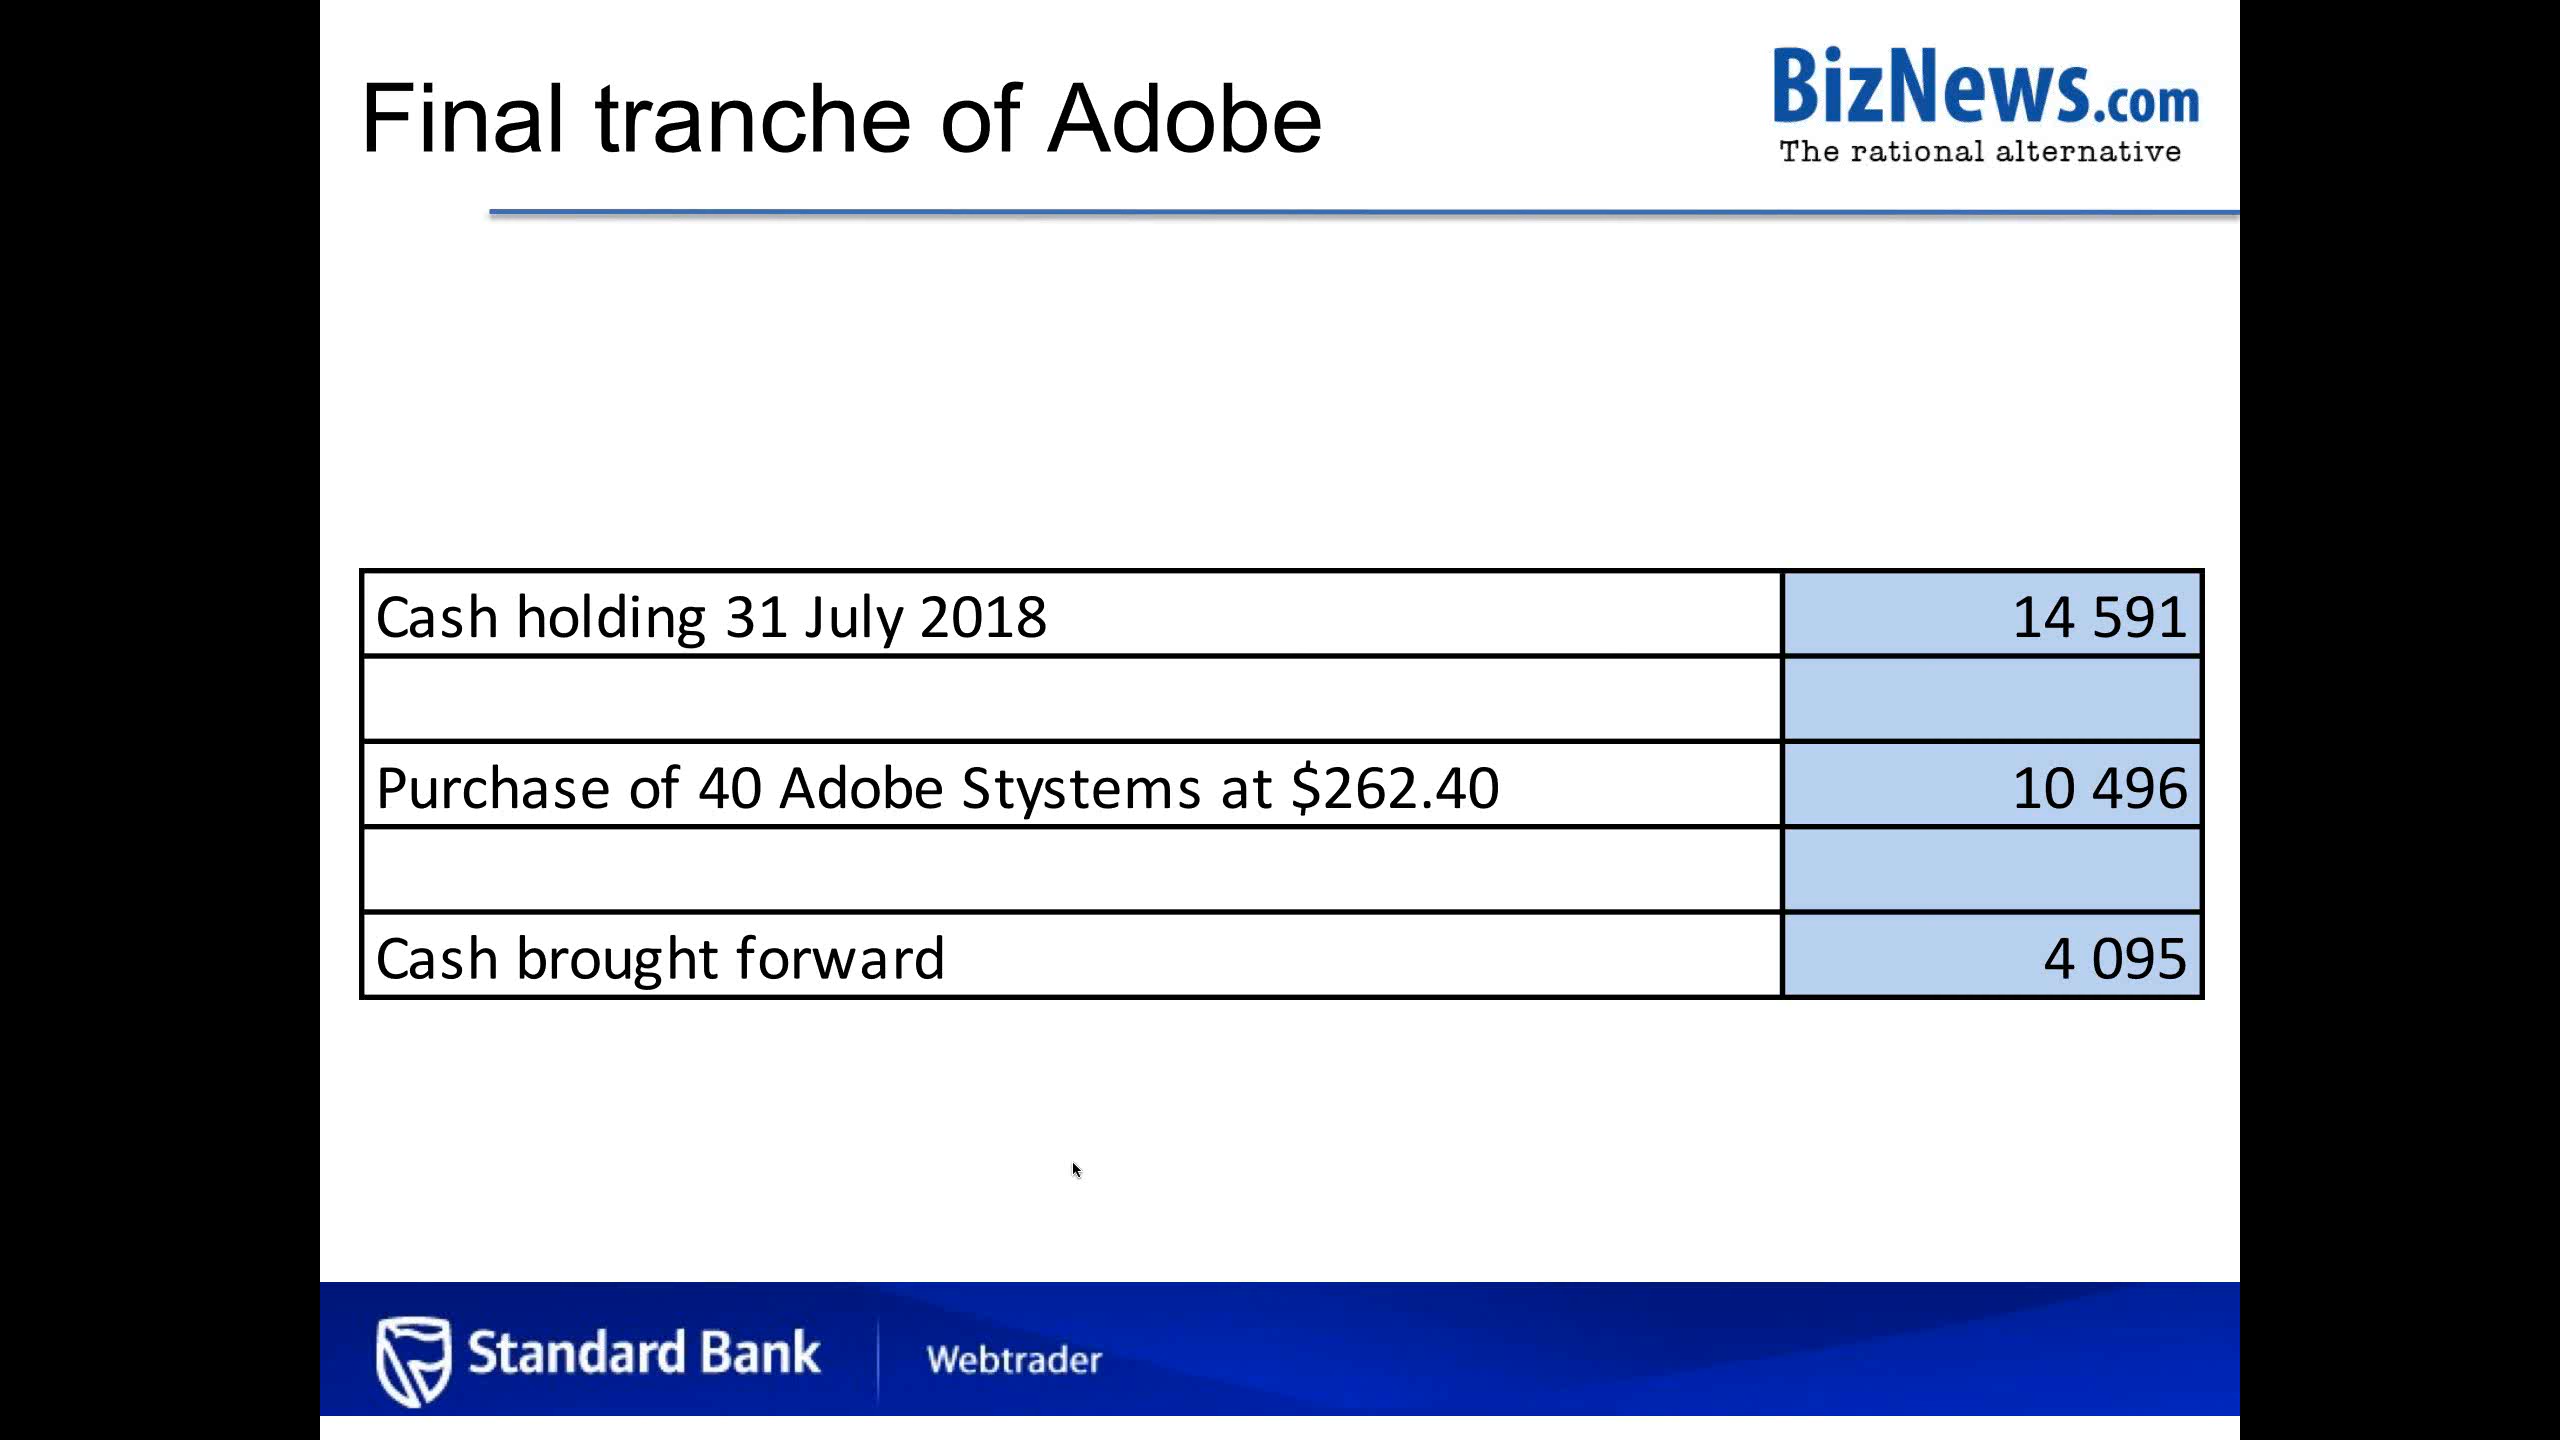 Final tranche of Adobe
BizNews.com
The rational alternative
Cash holding 31 July 2018 14 591
Purchase of 40 Adobe Stystems at $262.40 10 496
Cash brought forward 4 095
Standard Bank Webtrader